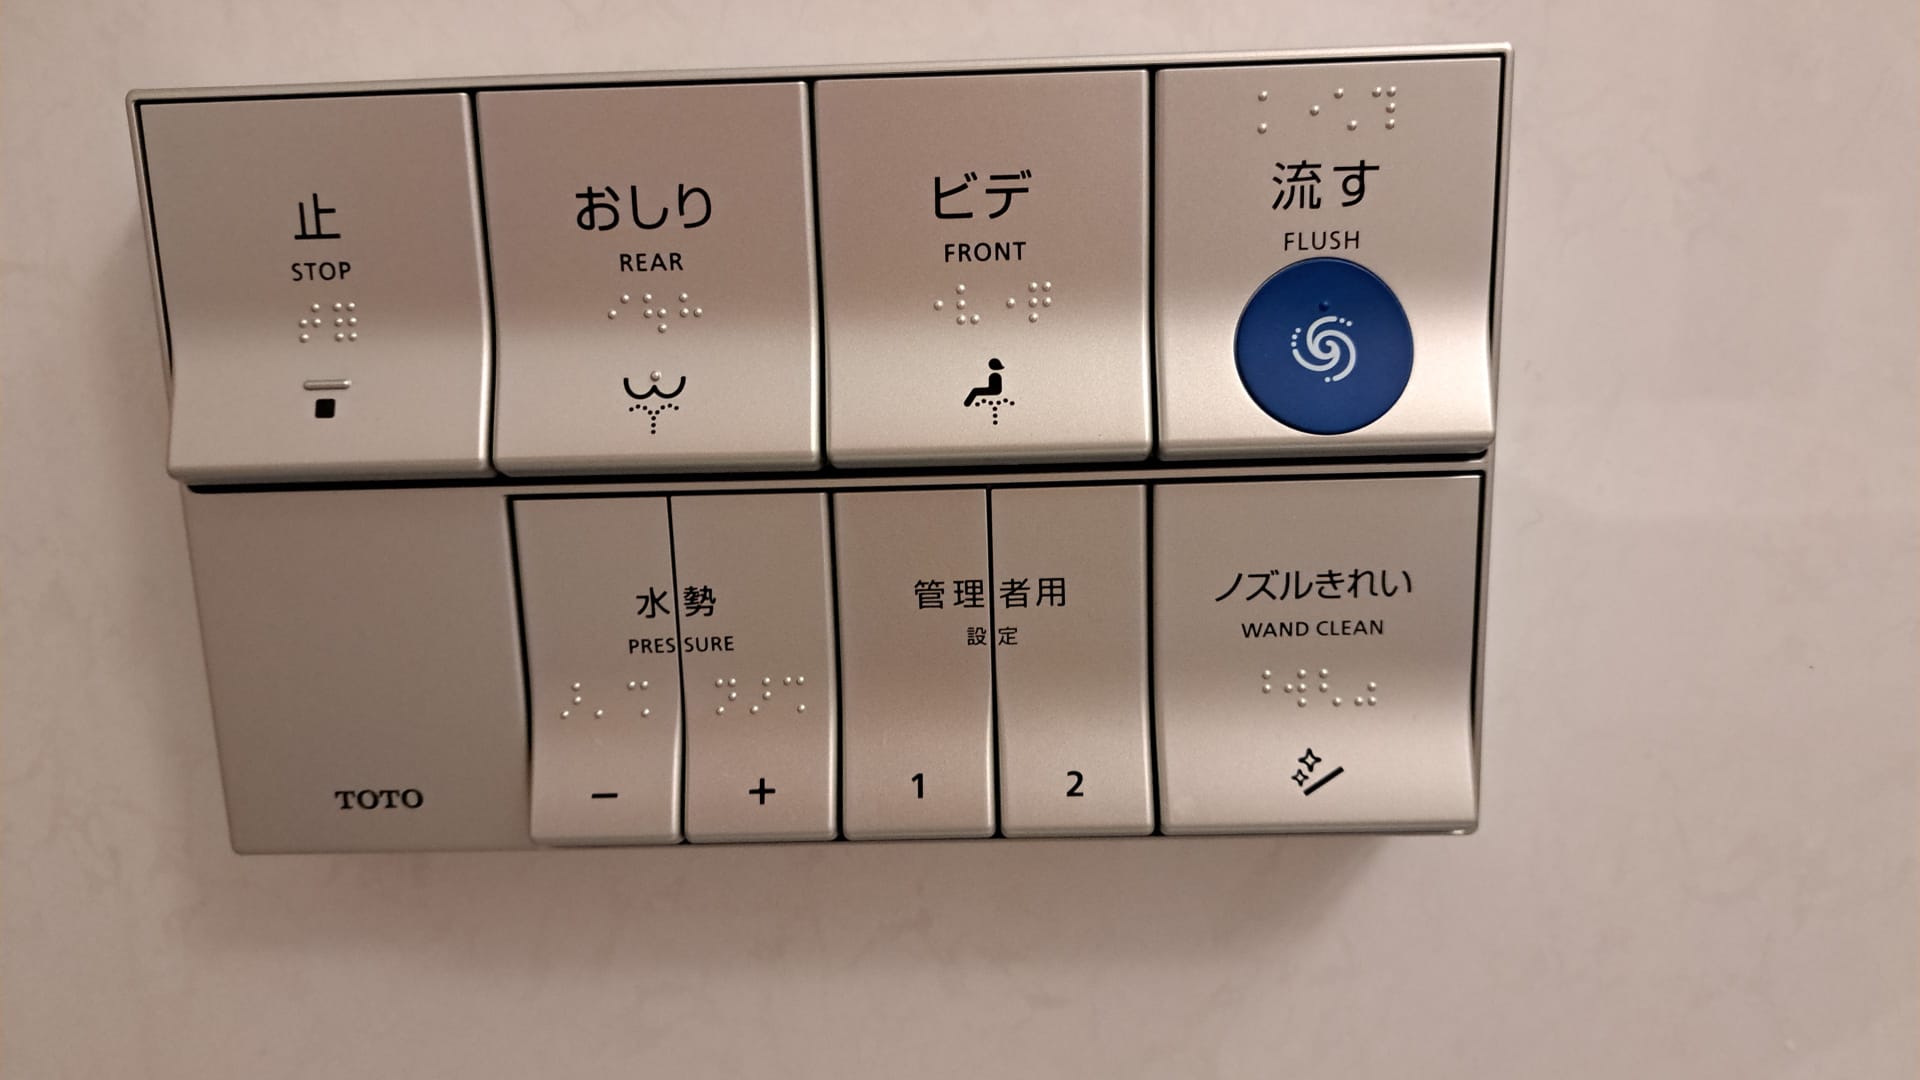 止
STOP
おしり
REAR
ビデ
FRONT
流す
FLUSH
水勢
PRESSURE
− +
管理者用
設定
1 2
ノズルきれい
WAND CLEAN
TOTO